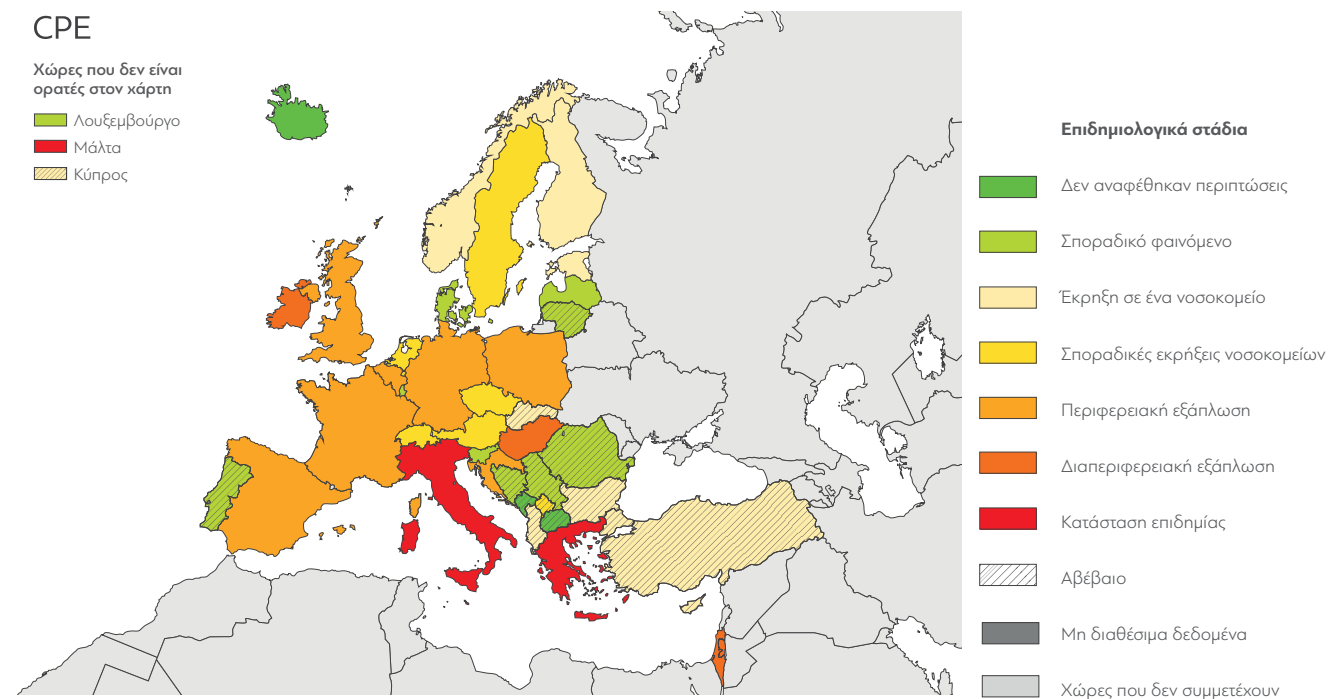 CPE
Χώρες που δεν είναι
ορατές στον χάρτη
Λουξεμβούργο
Μάλτα
Κύπρος
Επιδημιολογικά στάδια
Δεν αναφέθηκαν περιπτώσεις
Σποραδικό φαινόμενο
Έκρηξη σε ένα νοσοκομείο
Σποραδικές εκρήξεις νοσοκομείων
Περιφερειακή εξάπλωση
Διαπεριφερειακή εξάπλωση
Κατάσταση επιδημίας
Αβέβαιο
Μη διαθέσιμα δεδομένα
Χώρες που δεν συμμετέχουν